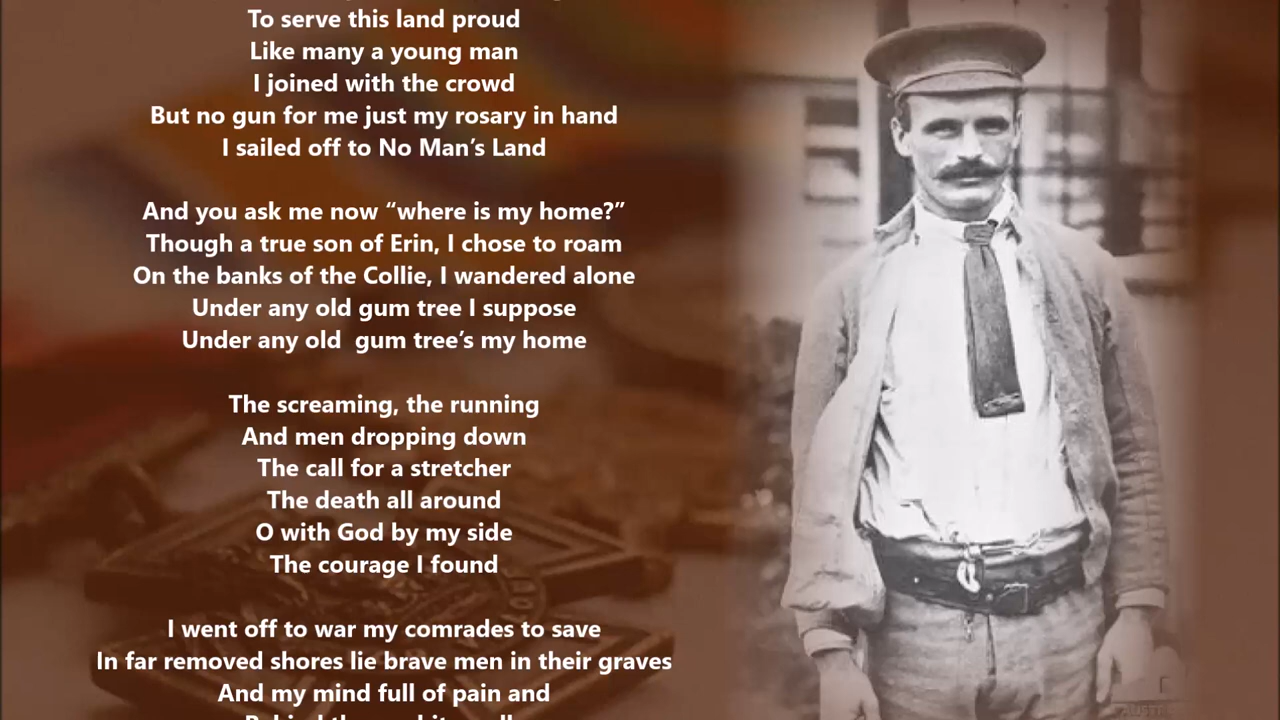 To serve this land proud
Like many a young man
I joined with the crowd
But no gun for me just my rosary in hand
I sailed off to No Man’s Land
And you ask me now “where is my home?”
Though a true son of Erin, I chose to roam
On the banks of the Collie, I wandered alone
Under any old gum tree I suppose
Under any old  gum tree’s my home
The screaming, the running
And men dropping down
The call for a stretcher
The death all around
O with God by my side
The courage I found
I went off to war my comrades to save
In far removed shores lie brave men in their graves
And my mind full of pain and